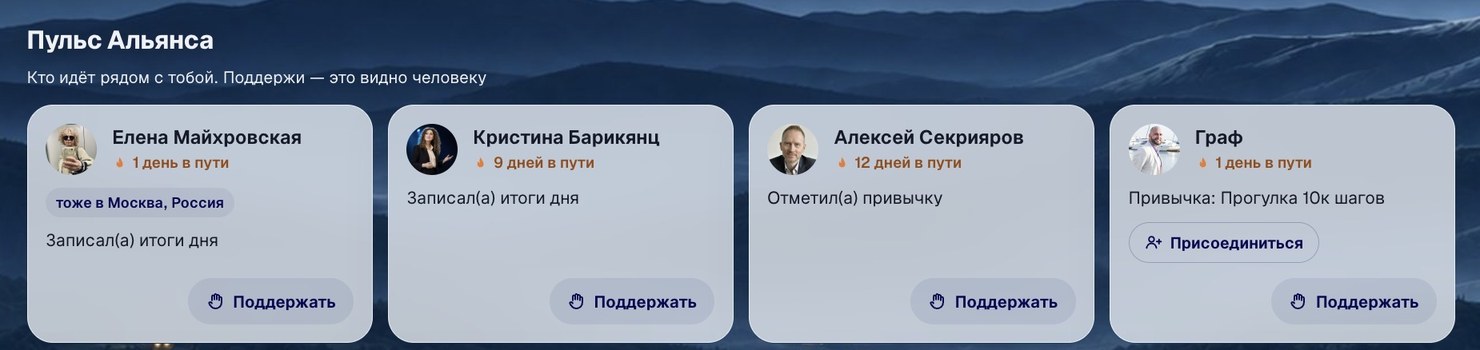 Пульс Альянса
Кто идёт рядом с тобой. Поддержи — это видно человеку
Елена Майхровская
1 день в пути
тоже в Москва, Россия
Записал(а) итоги дня
Поддержать
Кристина Барикянц
9 дней в пути
Записал(а) итоги дня
Поддержать
Алексей Секрияров
12 дней в пути
Отметил(а) привычку
Поддержать
Граф
1 день в пути
Привычка: Прогулка 10к шагов
Присоединиться
Поддержать